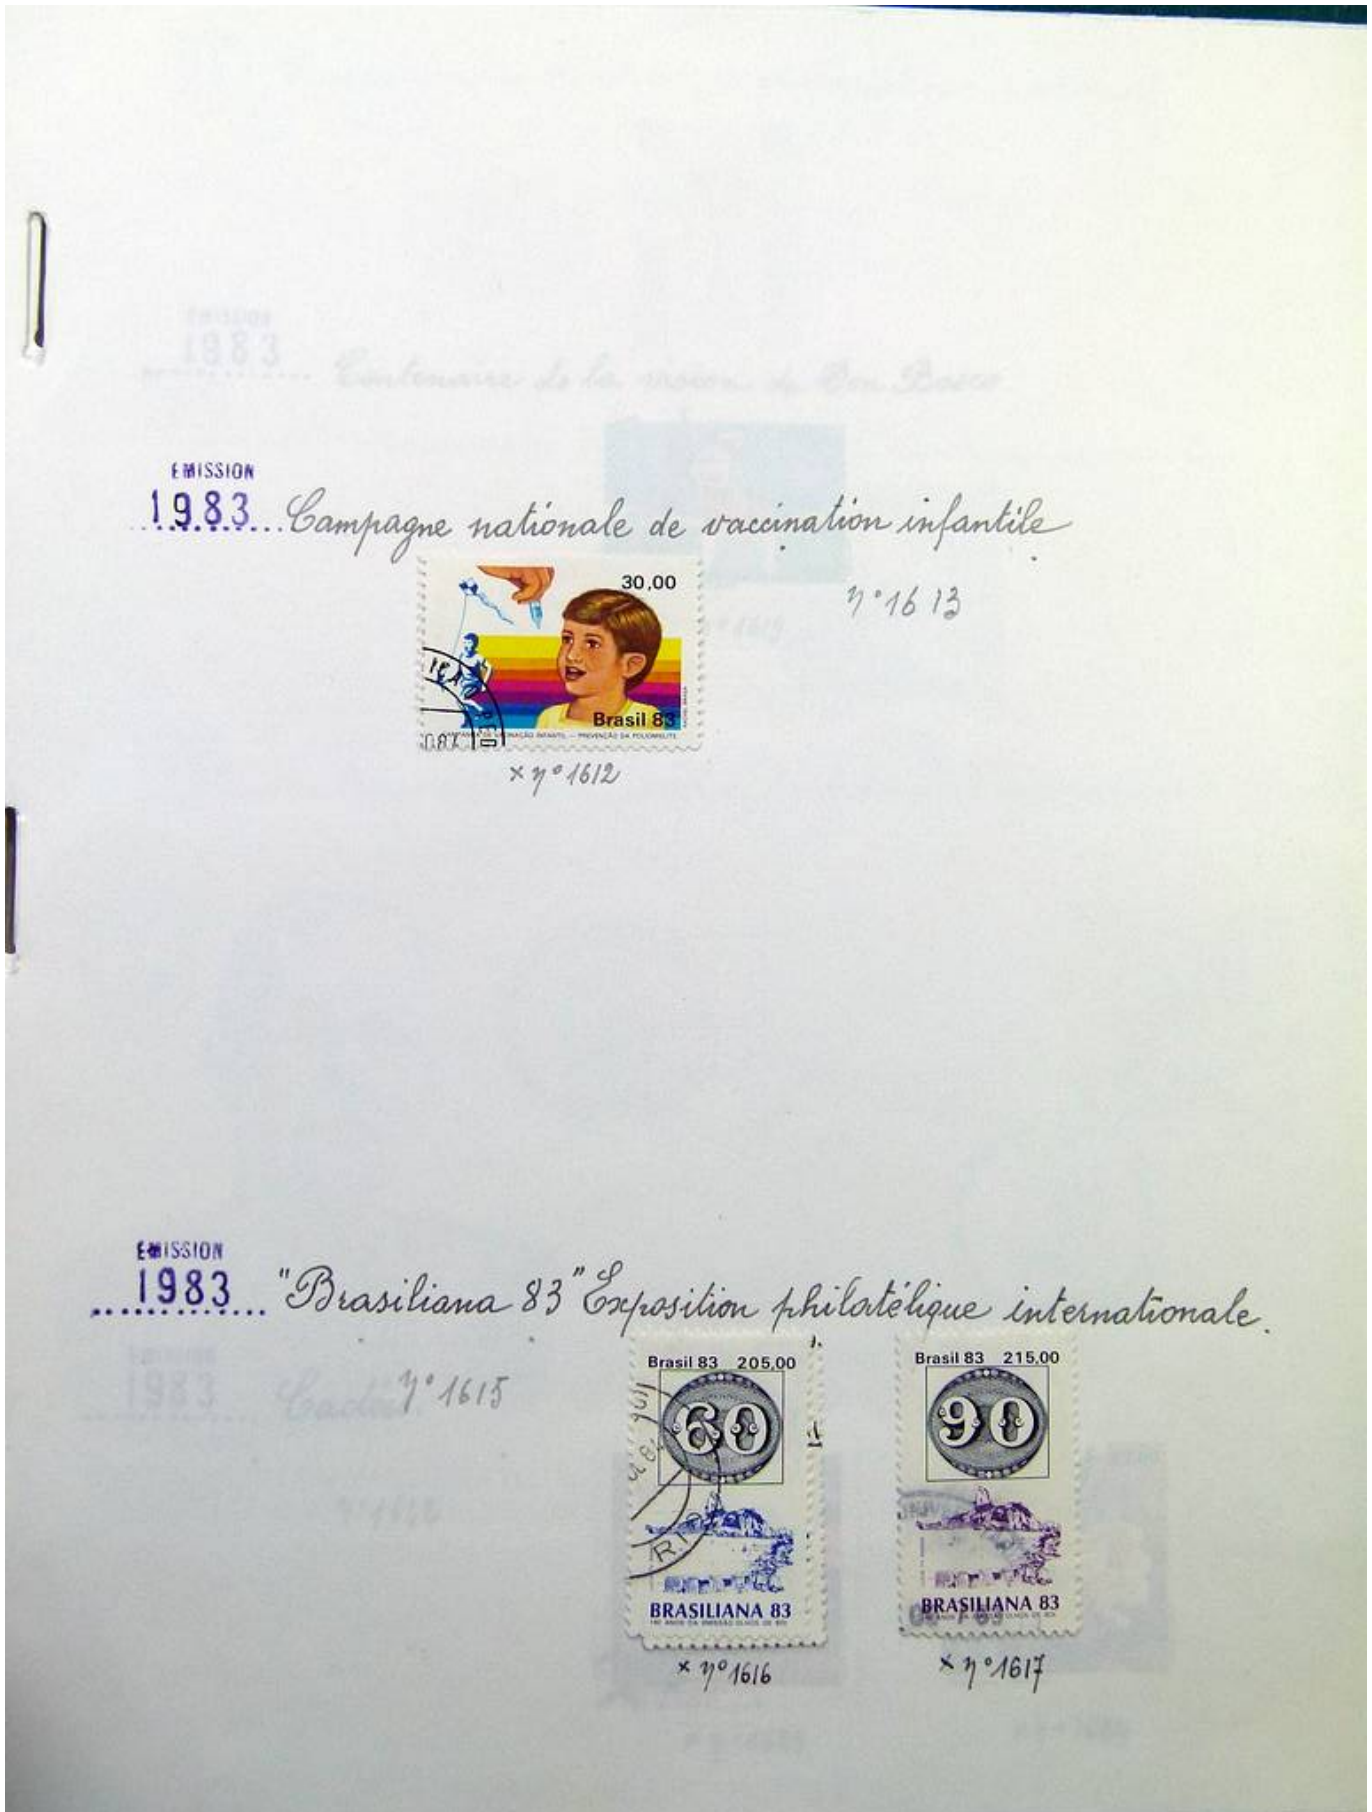 EMISSION
1983
Campagne nationale de vaccination infantile
30,00
n° 1613
Brasil 83
x n° 1612
EMISSION
1983
"Brasiliana 83" Exposition philatélique internationale.
n° 1615
Brasil 83 205,00
60
RIO
BRASILIANA 83
x n° 1616
Brasil 83 215,00
90
BRASILIANA 83
x n° 1617